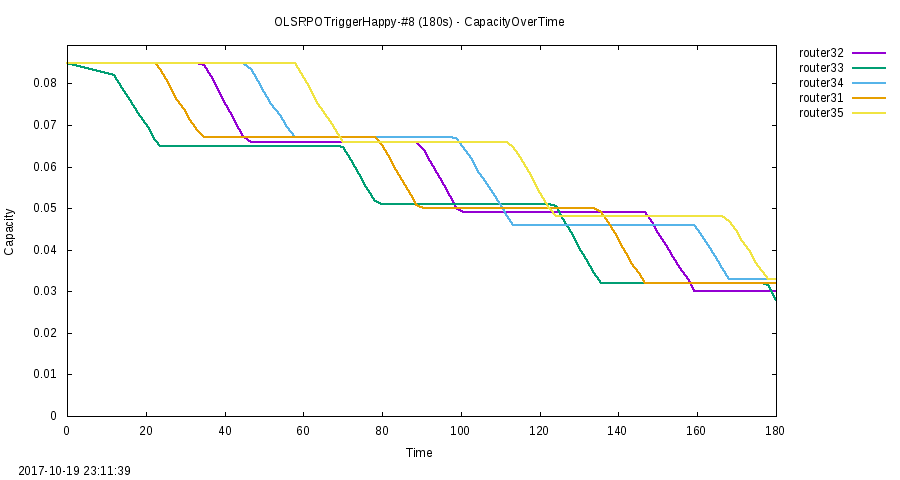 OLSRPOTriggerHappy-#8 (180s) - CapacityOverTime
router32
router33
router34
router31
router35
0.08
0.07
0.06
0.05
0.04
0.03
0.02
0.01
0
Capacity
0 20 40 60 80 100 120 140 160 180
Time
2017-10-19 23:11:39